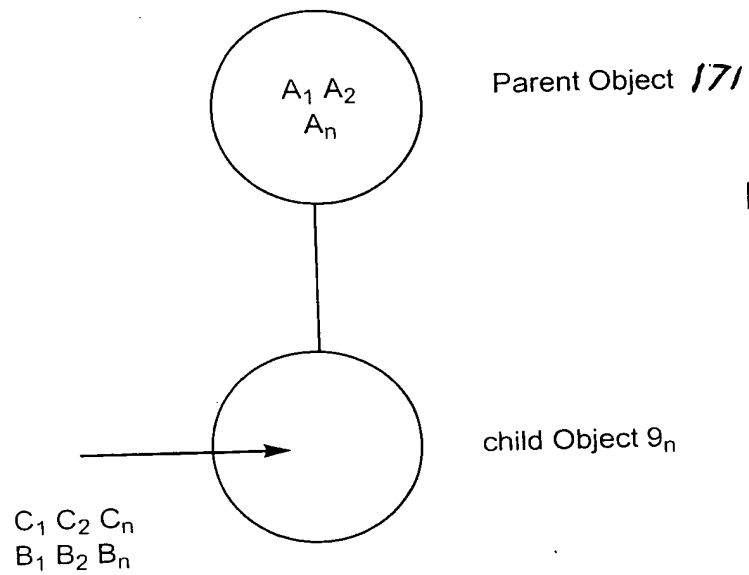 A₁ A₂
Aₙ
Parent Object 171
child Object 9ₙ
C₁ C₂ Cₙ
B₁ B₂ Bₙ